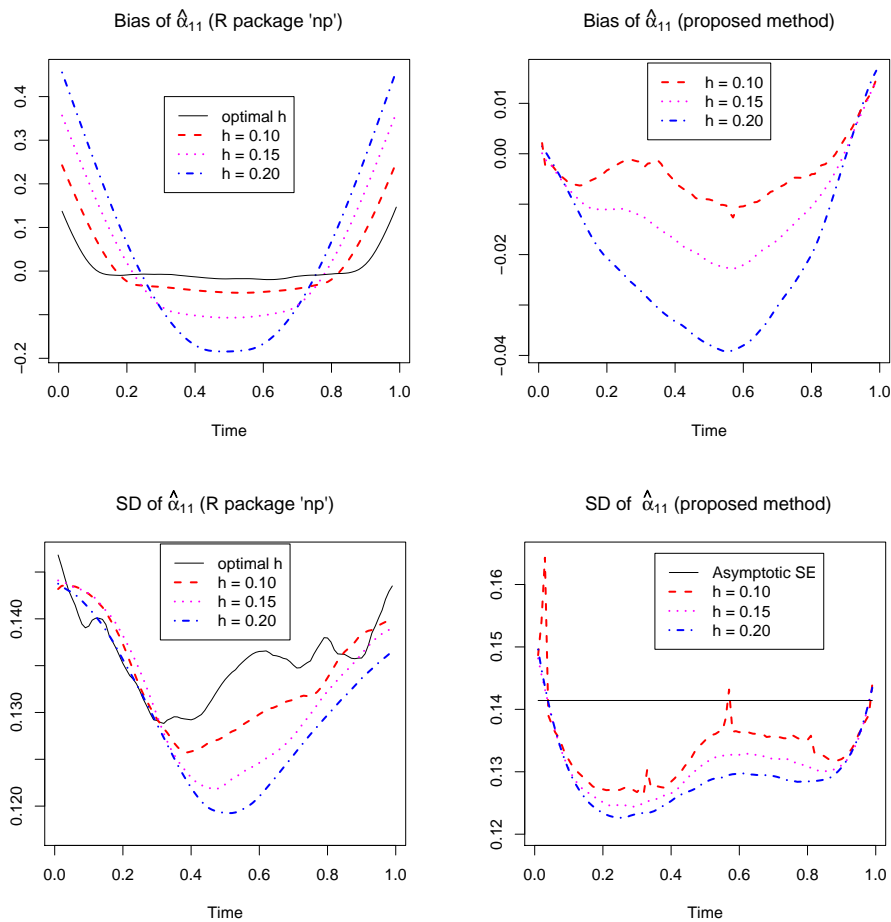 Bias of α̂₁₁ (R package 'np')
0.4
0.3
0.2
0.1
0.0
−0.2
optimal h
h = 0.10
h = 0.15
h = 0.20
0.0 0.2 0.4 0.6 0.8 1.0
Time
Bias of α̂₁₁ (proposed method)
0.01
0.00
−0.02
−0.04
h = 0.10
h = 0.15
h = 0.20
0.0 0.2 0.4 0.6 0.8 1.0
Time
SD of α̂₁₁ (R package 'np')
0.140
0.130
0.120
optimal h
h = 0.10
h = 0.15
h = 0.20
0.0 0.2 0.4 0.6 0.8 1.0
Time
SD of α̂₁₁ (proposed method)
0.16
0.15
0.14
0.13
0.12
Asymptotic SE
h = 0.10
h = 0.15
h = 0.20
0.0 0.2 0.4 0.6 0.8 1.0
Time